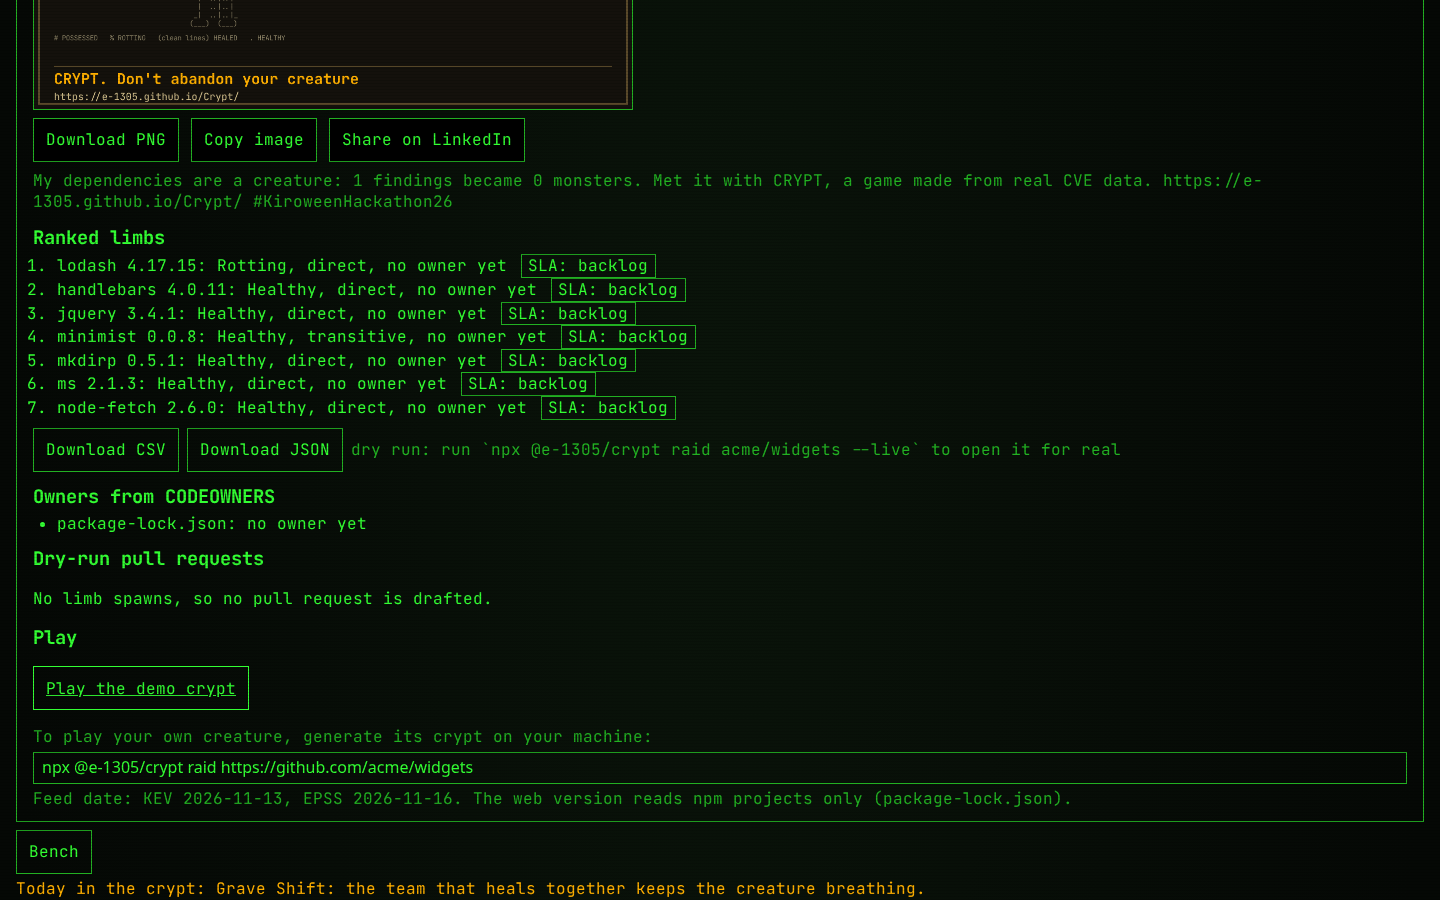 # POSSESSED % ROTTING (clean lines) HEALED . HEALTHY
CRYPT. Don't abandon your creature
https://e-1305.github.io/Crypt/
Download PNG Copy image Share on LinkedIn
My dependencies are a creature: 1 findings became 0 monsters. Met it with CRYPT, a game made from real CVE data. https://e-
1305.github.io/Crypt/ #KiroweenHackathon26
Ranked limbs
1. lodash 4.17.15: Rotting, direct, no owner yet SLA: backlog
2. handlebars 4.0.11: Healthy, direct, no owner yet SLA: backlog
3. jquery 3.4.1: Healthy, direct, no owner yet SLA: backlog
4. minimist 0.0.8: Healthy, transitive, no owner yet SLA: backlog
5. mkdirp 0.5.1: Healthy, direct, no owner yet SLA: backlog
6. ms 2.1.3: Healthy, direct, no owner yet SLA: backlog
7. node-fetch 2.6.0: Healthy, direct, no owner yet SLA: backlog
Download CSV Download JSON dry run: run `npx @e-1305/crypt raid acme/widgets --live` to open it for real
Owners from CODEOWNERS
• package-lock.json: no owner yet
Dry-run pull requests
No limb spawns, so no pull request is drafted.
Play
Play the demo crypt
To play your own creature, generate its crypt on your machine:
npx @e-1305/crypt raid https://github.com/acme/widgets
Feed date: KEV 2026-11-13, EPSS 2026-11-16. The web version reads npm projects only (package-lock.json).
Bench
Today in the crypt: Grave Shift: the team that heals together keeps the creature breathing.